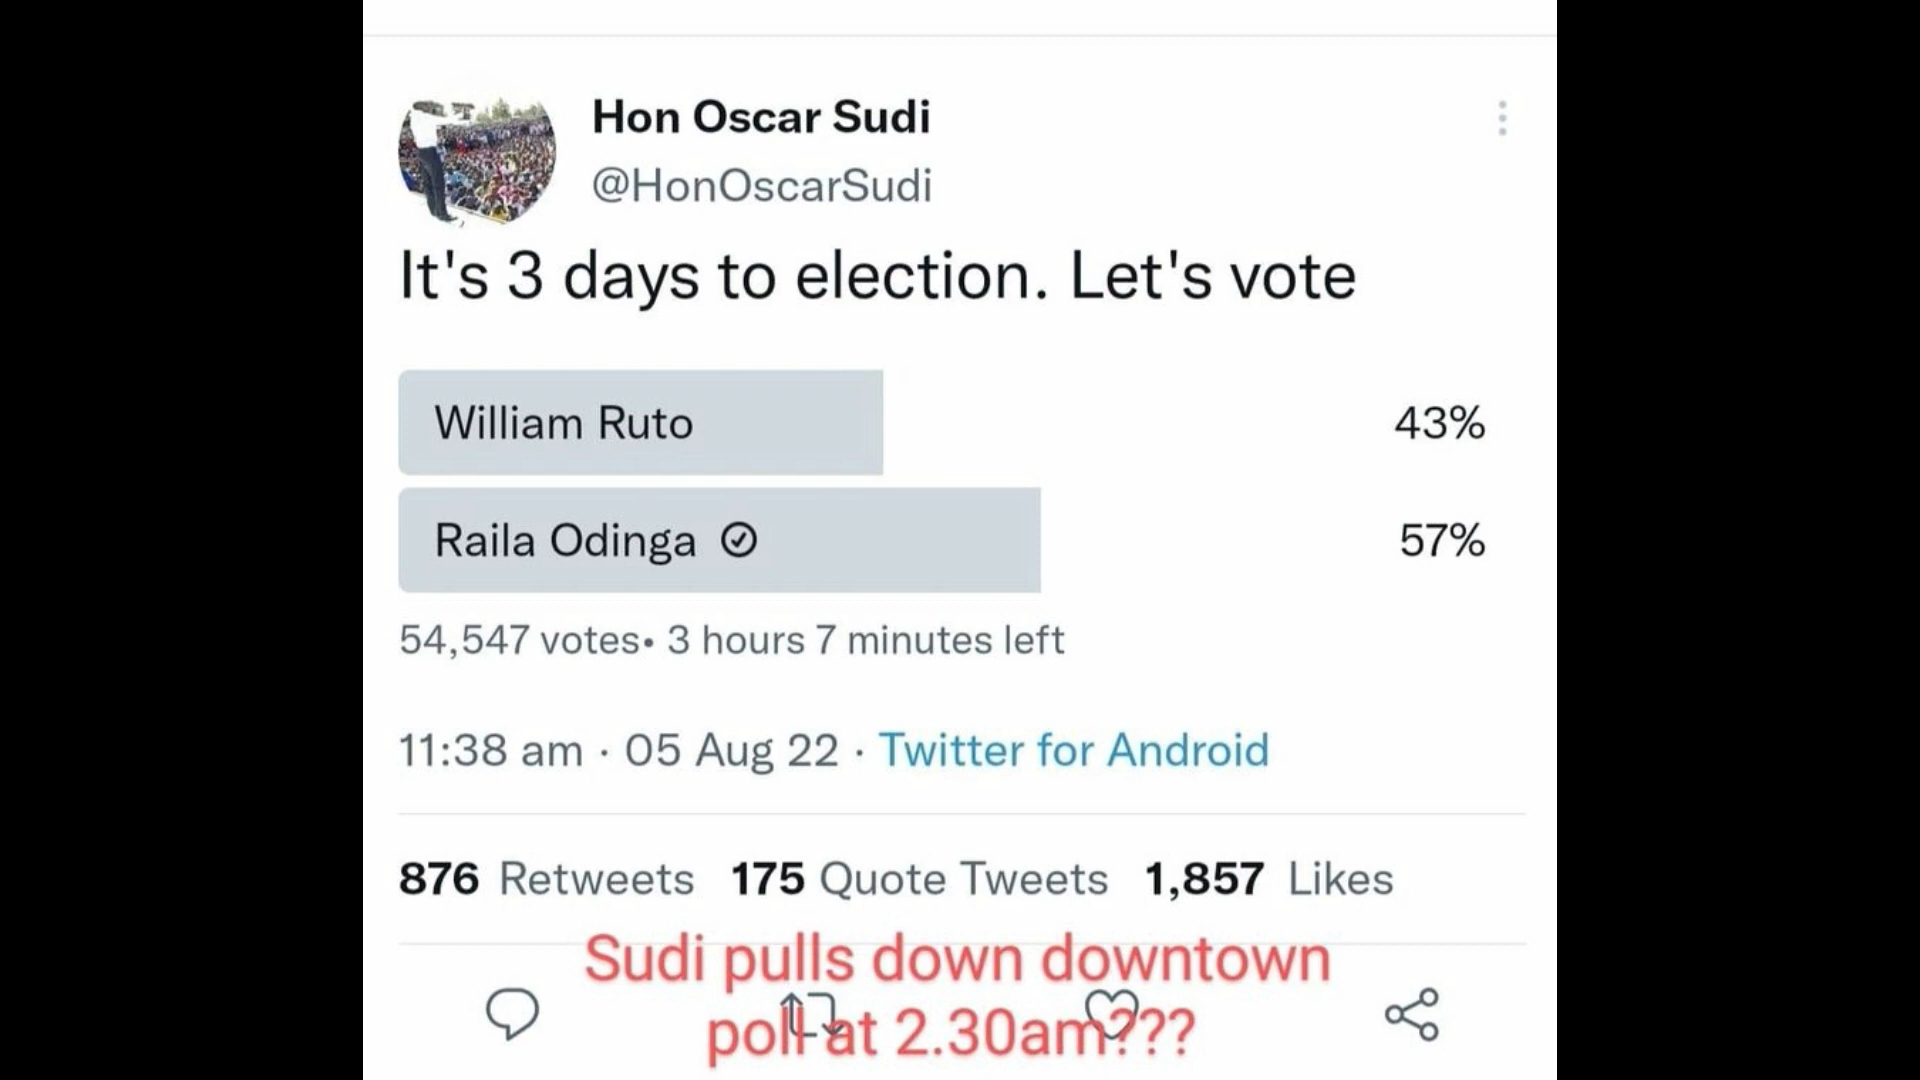 Hon Oscar Sudi
@HonOscarSudi
It's 3 days to election. Let's vote
William Ruto 43%
Raila Odinga 57%
54,547 votes• 3 hours 7 minutes left
11:38 am · 05 Aug 22 · Twitter for Android
876 Retweets 175 Quote Tweets 1,857 Likes
Sudi pulls down downtown
poll at 2.30am???